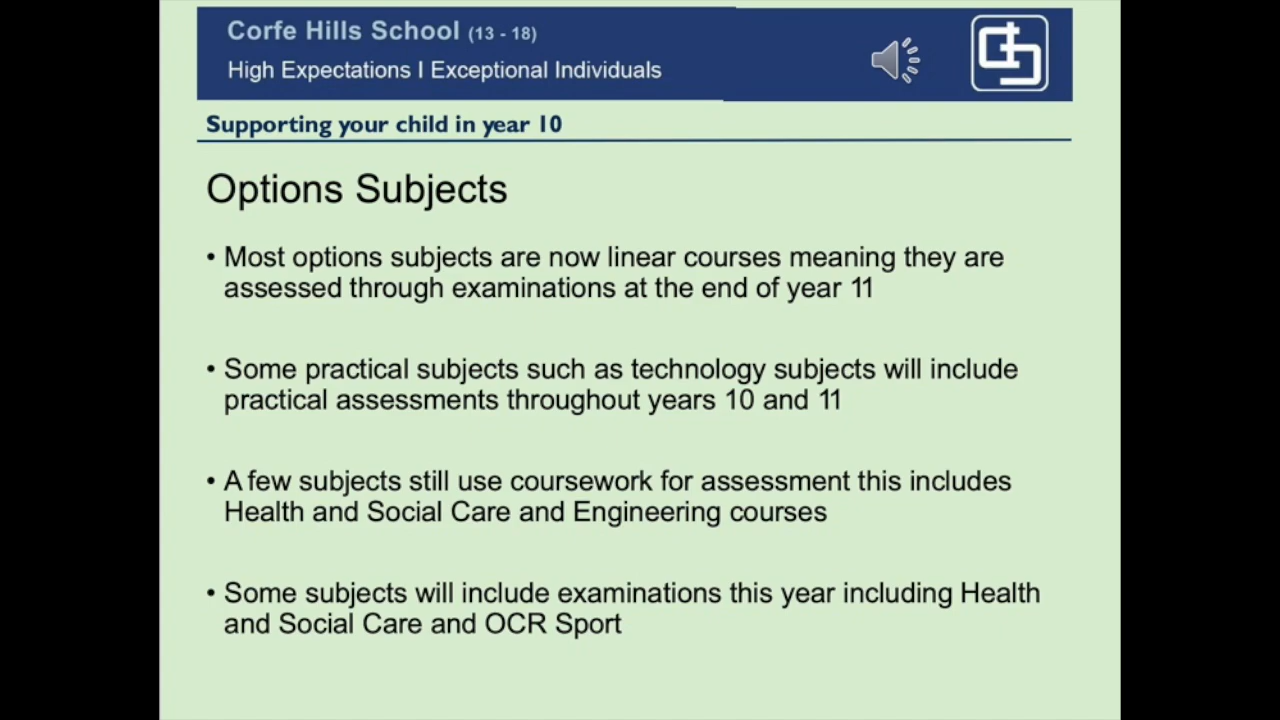 Corfe Hills School (13 - 18)
High Expectations I Exceptional Individuals
Supporting your child in year 10
Options Subjects
• Most options subjects are now linear courses meaning they are
assessed through examinations at the end of year 11
• Some practical subjects such as technology subjects will include
practical assessments throughout years 10 and 11
• A few subjects still use coursework for assessment this includes
Health and Social Care and Engineering courses
• Some subjects will include examinations this year including Health
and Social Care and OCR Sport